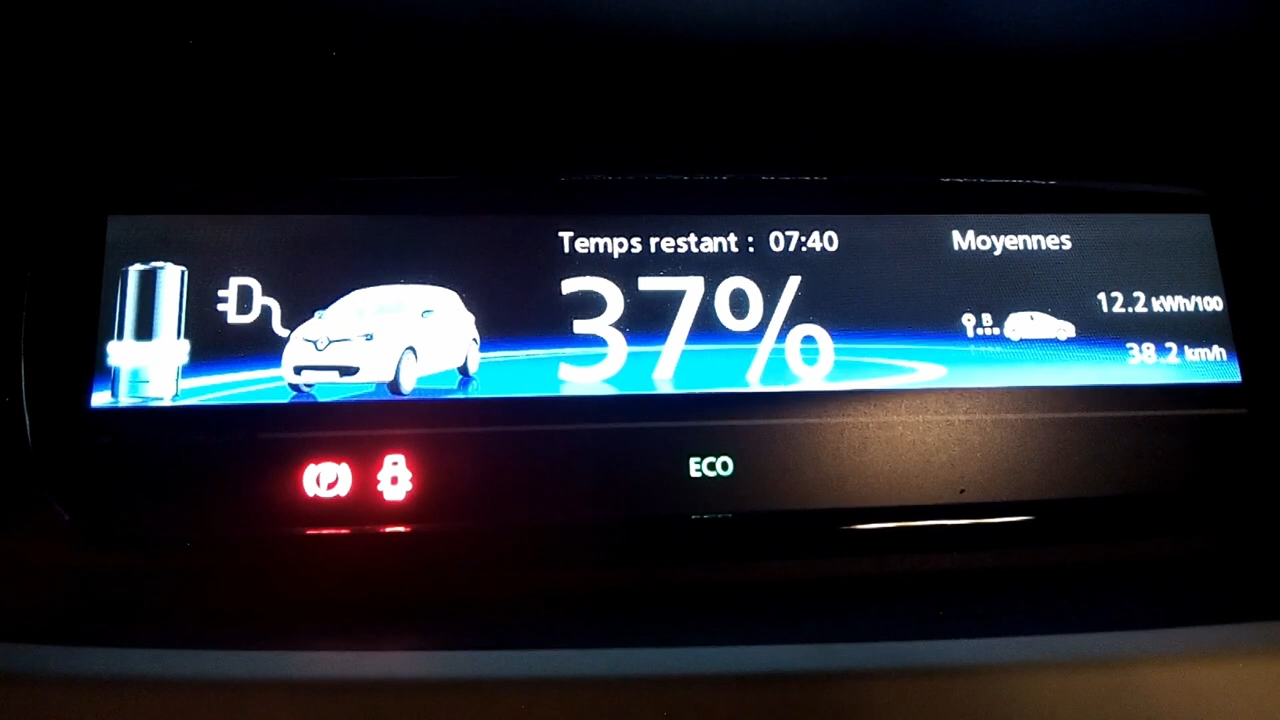 Temps restant : 07:40
37%
Moyennes
B
12.2 kWh/100
38.2 km/h
P
ECO